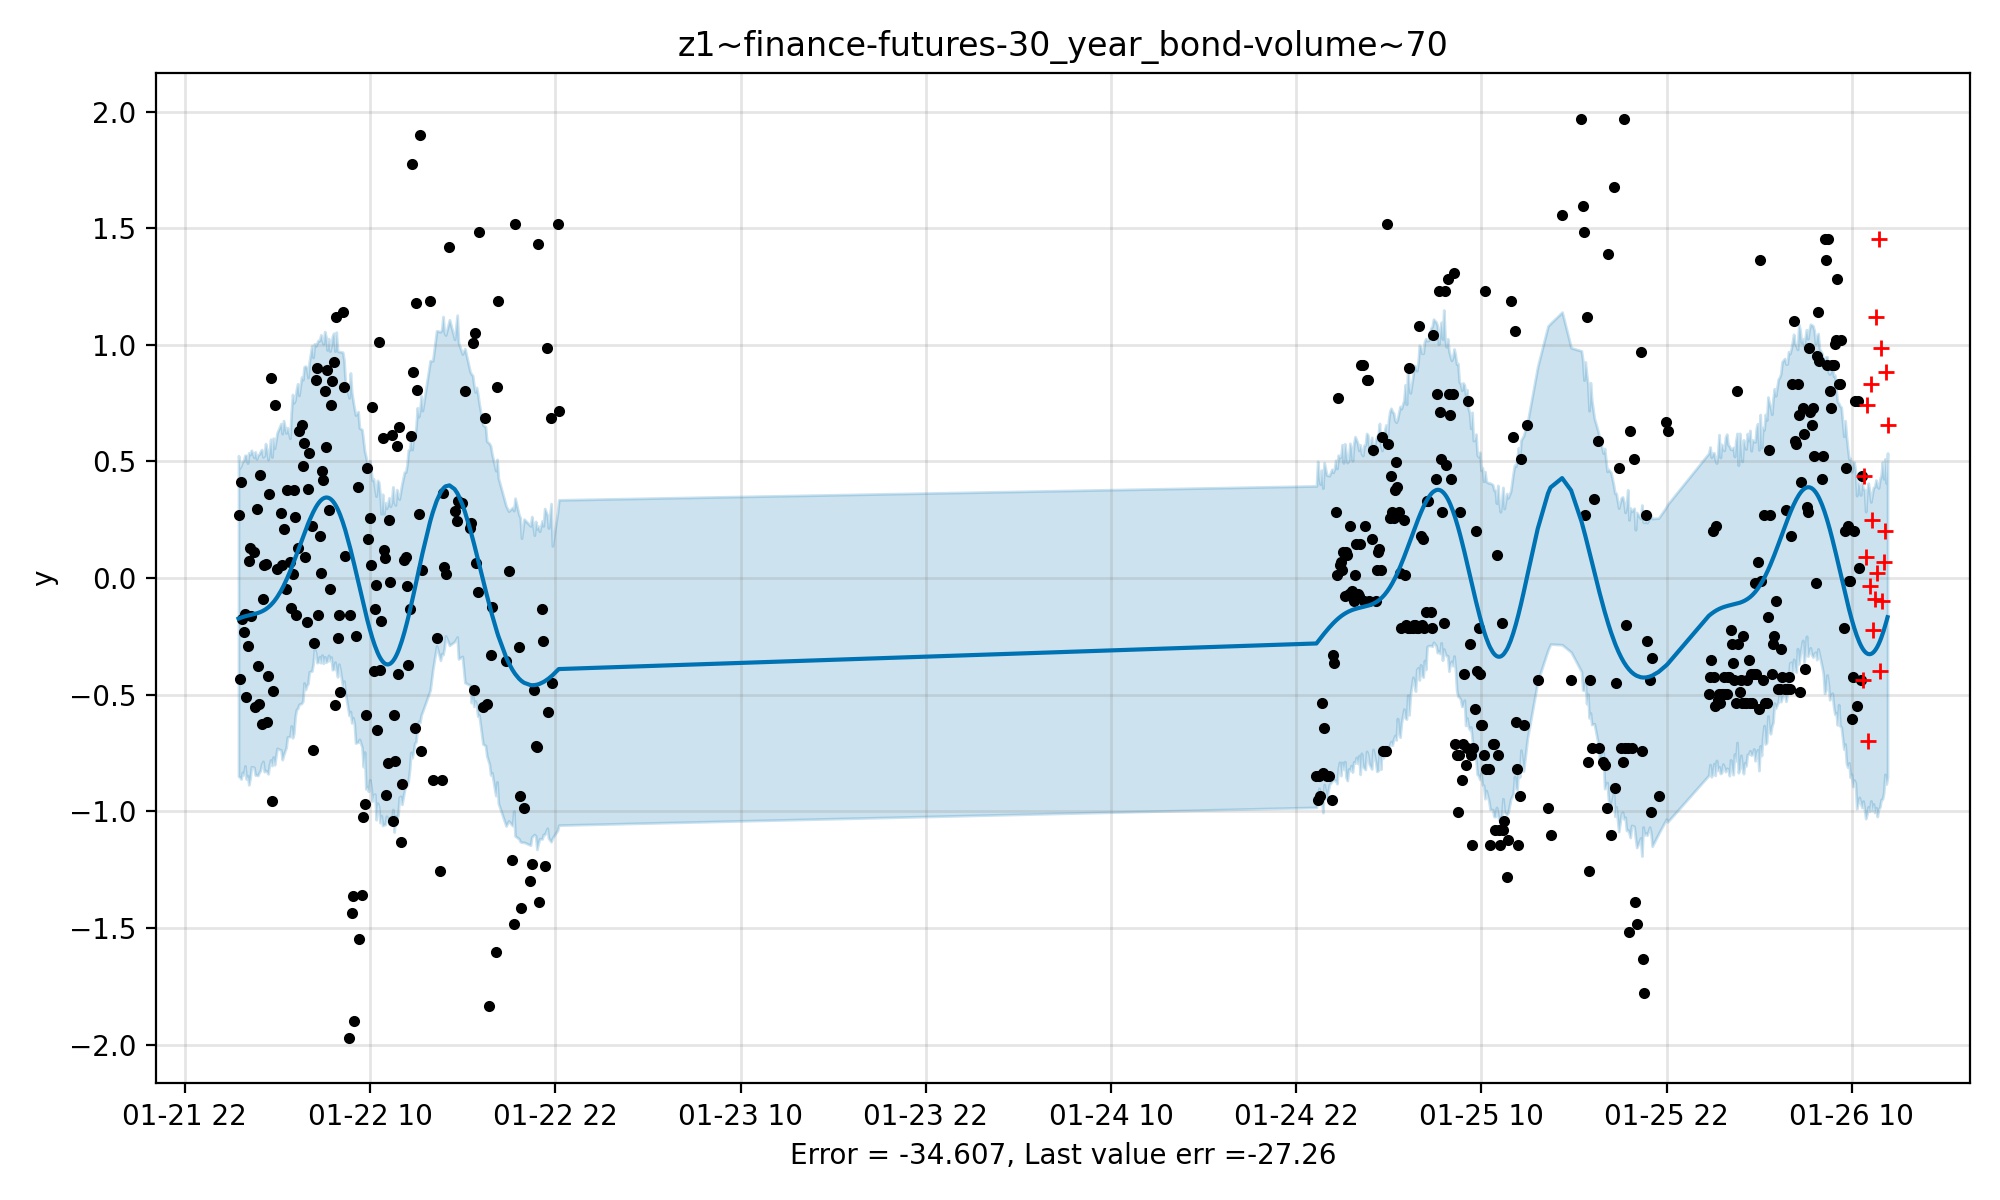 z1~finance-futures-30_year_bond-volume~70
2.0
1.5
1.0
0.5
0.0
−0.5
−1.0
−1.5
−2.0
y
01-21 22 01-22 10 01-22 22 01-23 10 01-23 22 01-24 10 01-24 22 01-25 10 01-25 22 01-26 10
Error = -34.607, Last value err =-27.26